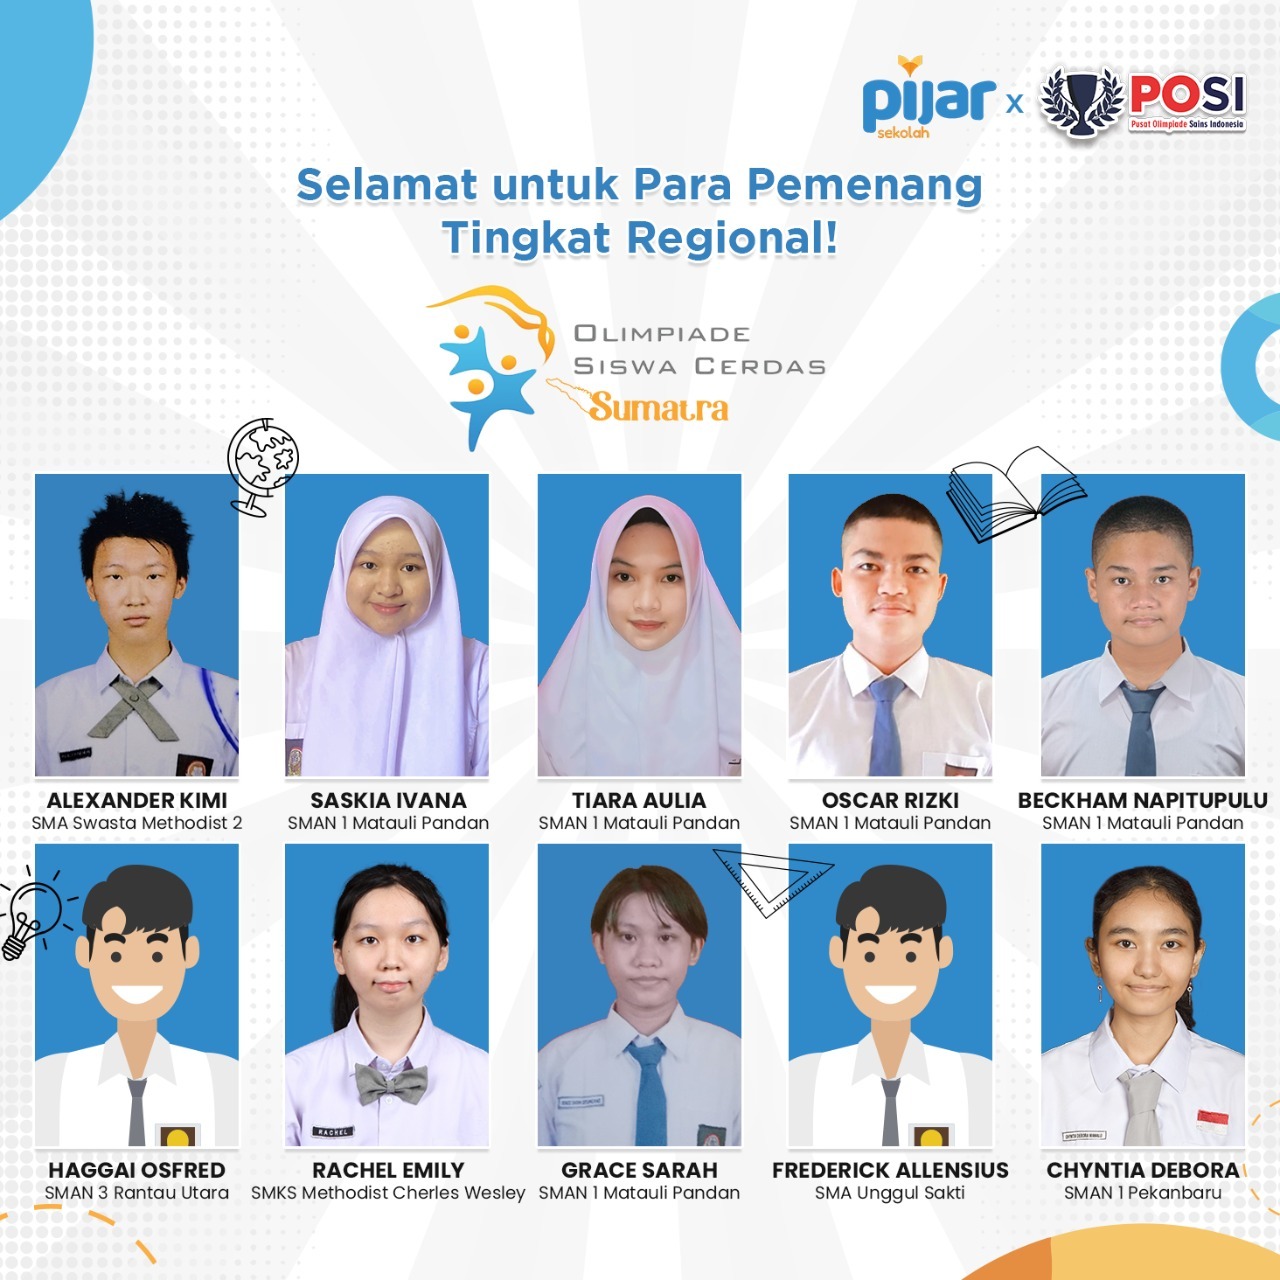 pijar
sekolah
x
POSI
Pusat Olimpiade Sains Indonesia
Selamat untuk Para Pemenang
Tingkat Regional!
OLIMPIADE
SISWA CERDAS
Sumatra
ALEXANDER KIMI
SMA Swasta Methodist 2
SASKIA IVANA
SMAN 1 Matauli Pandan
TIARA AULIA
SMAN 1 Matauli Pandan
OSCAR RIZKI
SMAN 1 Matauli Pandan
BECKHAM NAPITUPULU
SMAN 1 Matauli Pandan
HAGGAI OSFRED
SMAN 3 Rantau Utara
RACHEL
RACHEL EMILY
SMKS Methodist Cherles Wesley
GRACE SARAH
SMAN 1 Matauli Pandan
FREDERICK ALLENSIUS
SMA Unggul Sakti
CHYNTIA DEBORA
SMAN 1 Pekanbaru